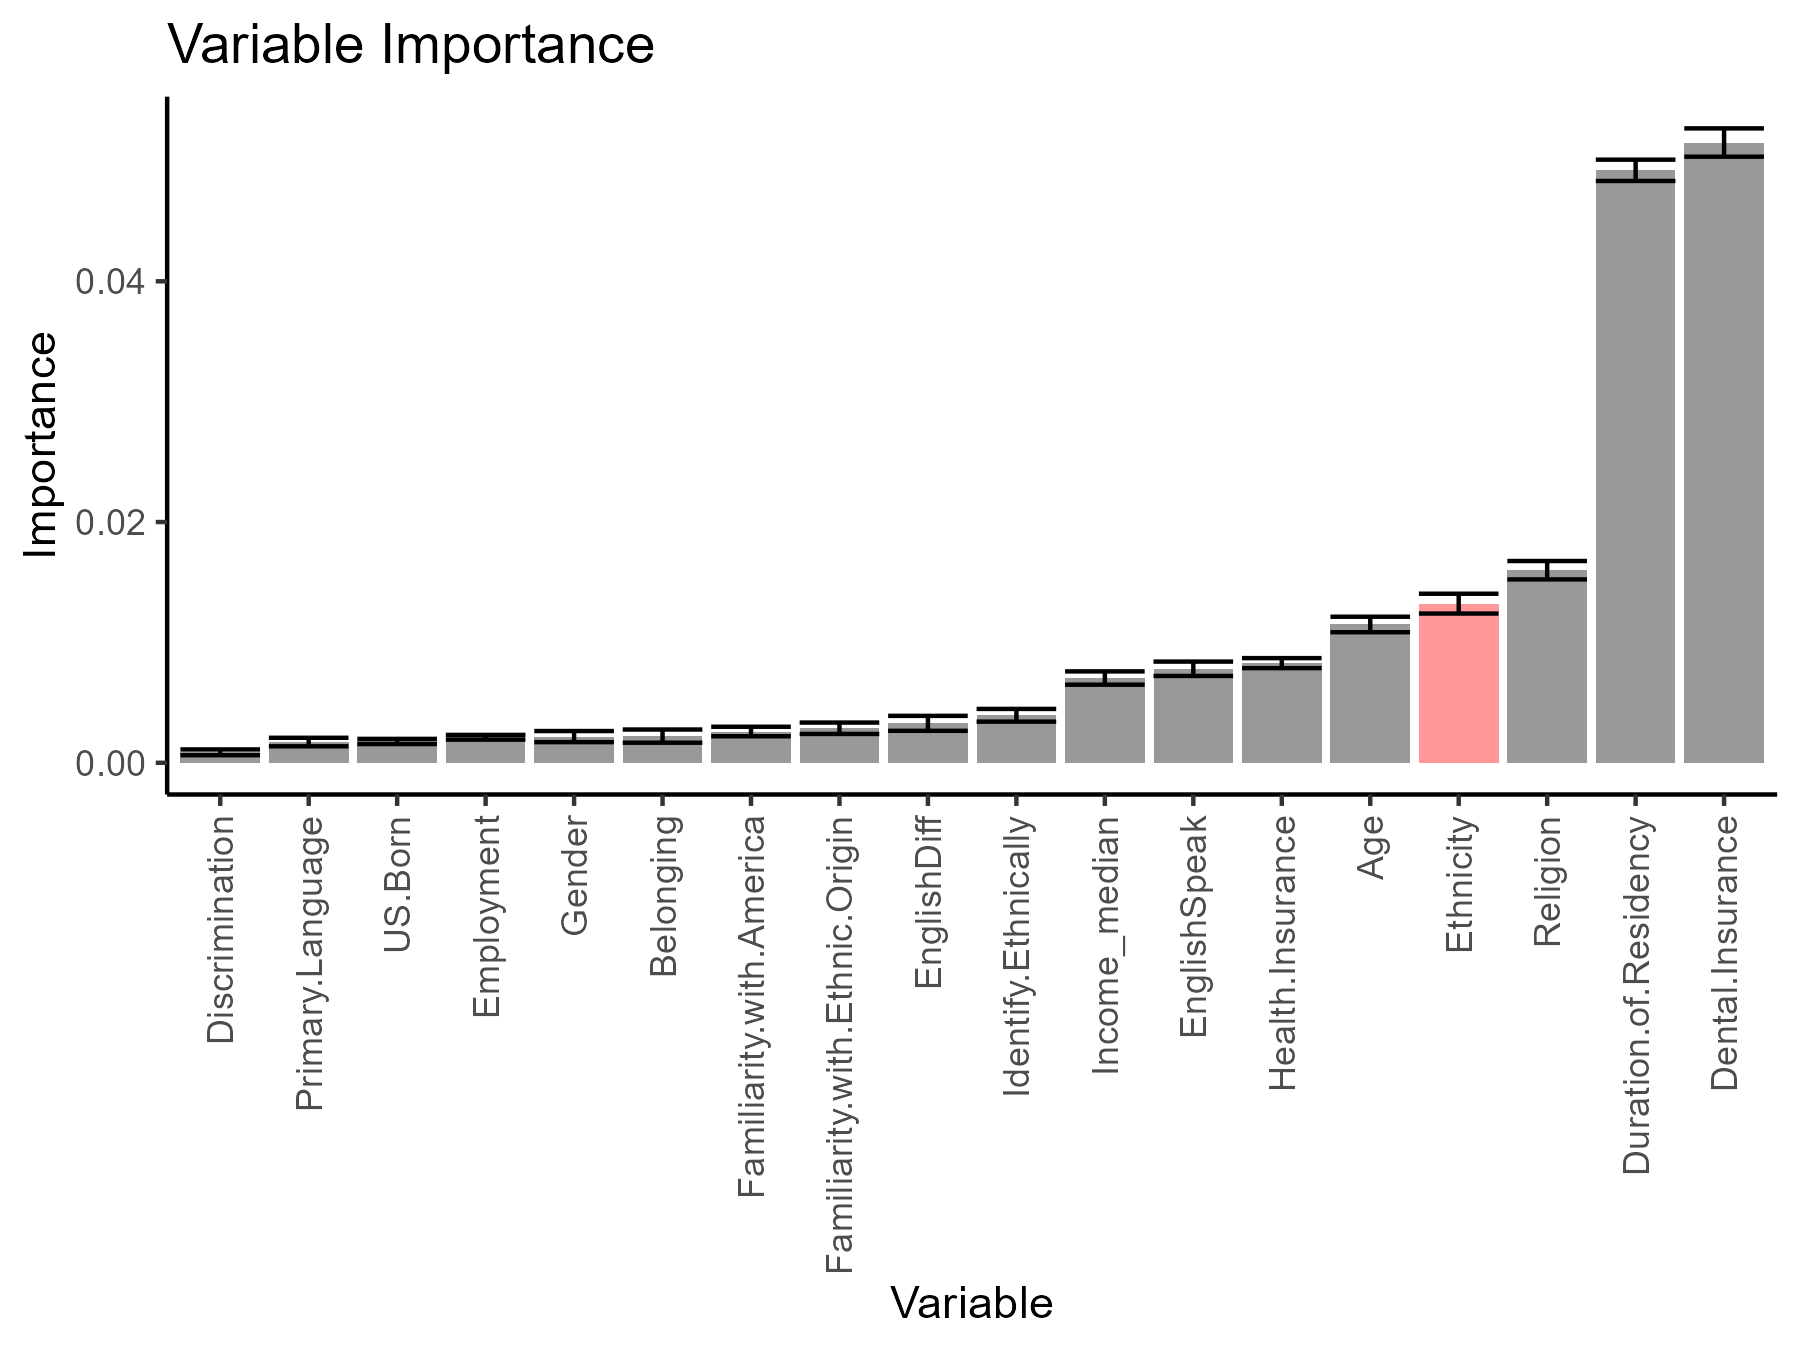 Variable Importance
Importance
0.04
0.02
0.00
Discrimination
Primary.Language
US.Born
Employment
Gender
Belonging
Familiarity.with.America
Familiarity.with.Ethnic.Origin
EnglishDiff
Identify.Ethnically
Income_median
EnglishSpeak
Health.Insurance
Age
Ethnicity
Religion
Duration.of.Residency
Dental.Insurance
Variable